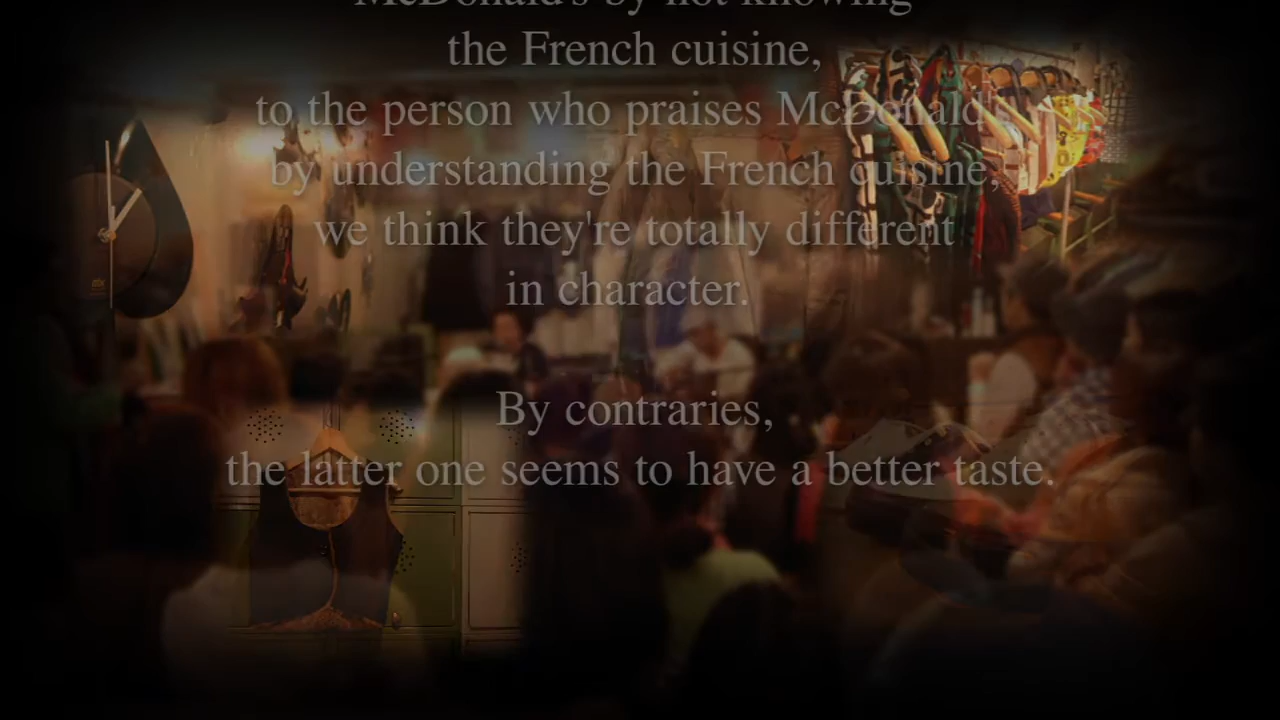 McDonald's by not knowing
the French cuisine,
to the person who praises McDonald's
by understanding the French cuisine,
we think they're totally different
in character.
By contraries,
the latter one seems to have a better taste.